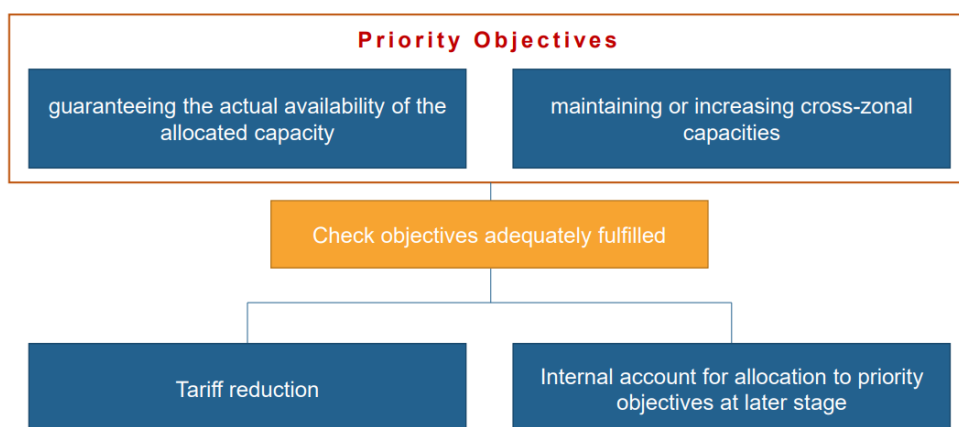 Priority Objectives
guaranteeing the actual availability of the
allocated capacity
maintaining or increasing cross-zonal
capacities
Check objectives adequately fulfilled
Tariff reduction
Internal account for allocation to priority
objectives at later stage